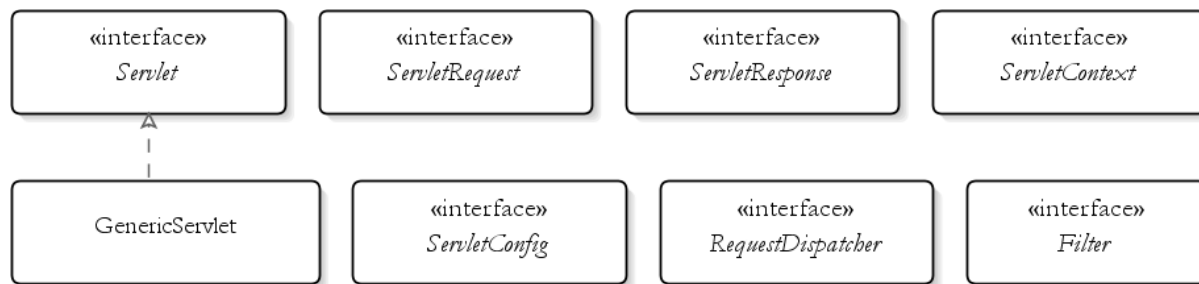 «interface»
Servlet
«interface»
ServletRequest
«interface»
ServletResponse
«interface»
ServletContext
GenericServlet
«interface»
ServletConfig
«interface»
RequestDispatcher
«interface»
Filter